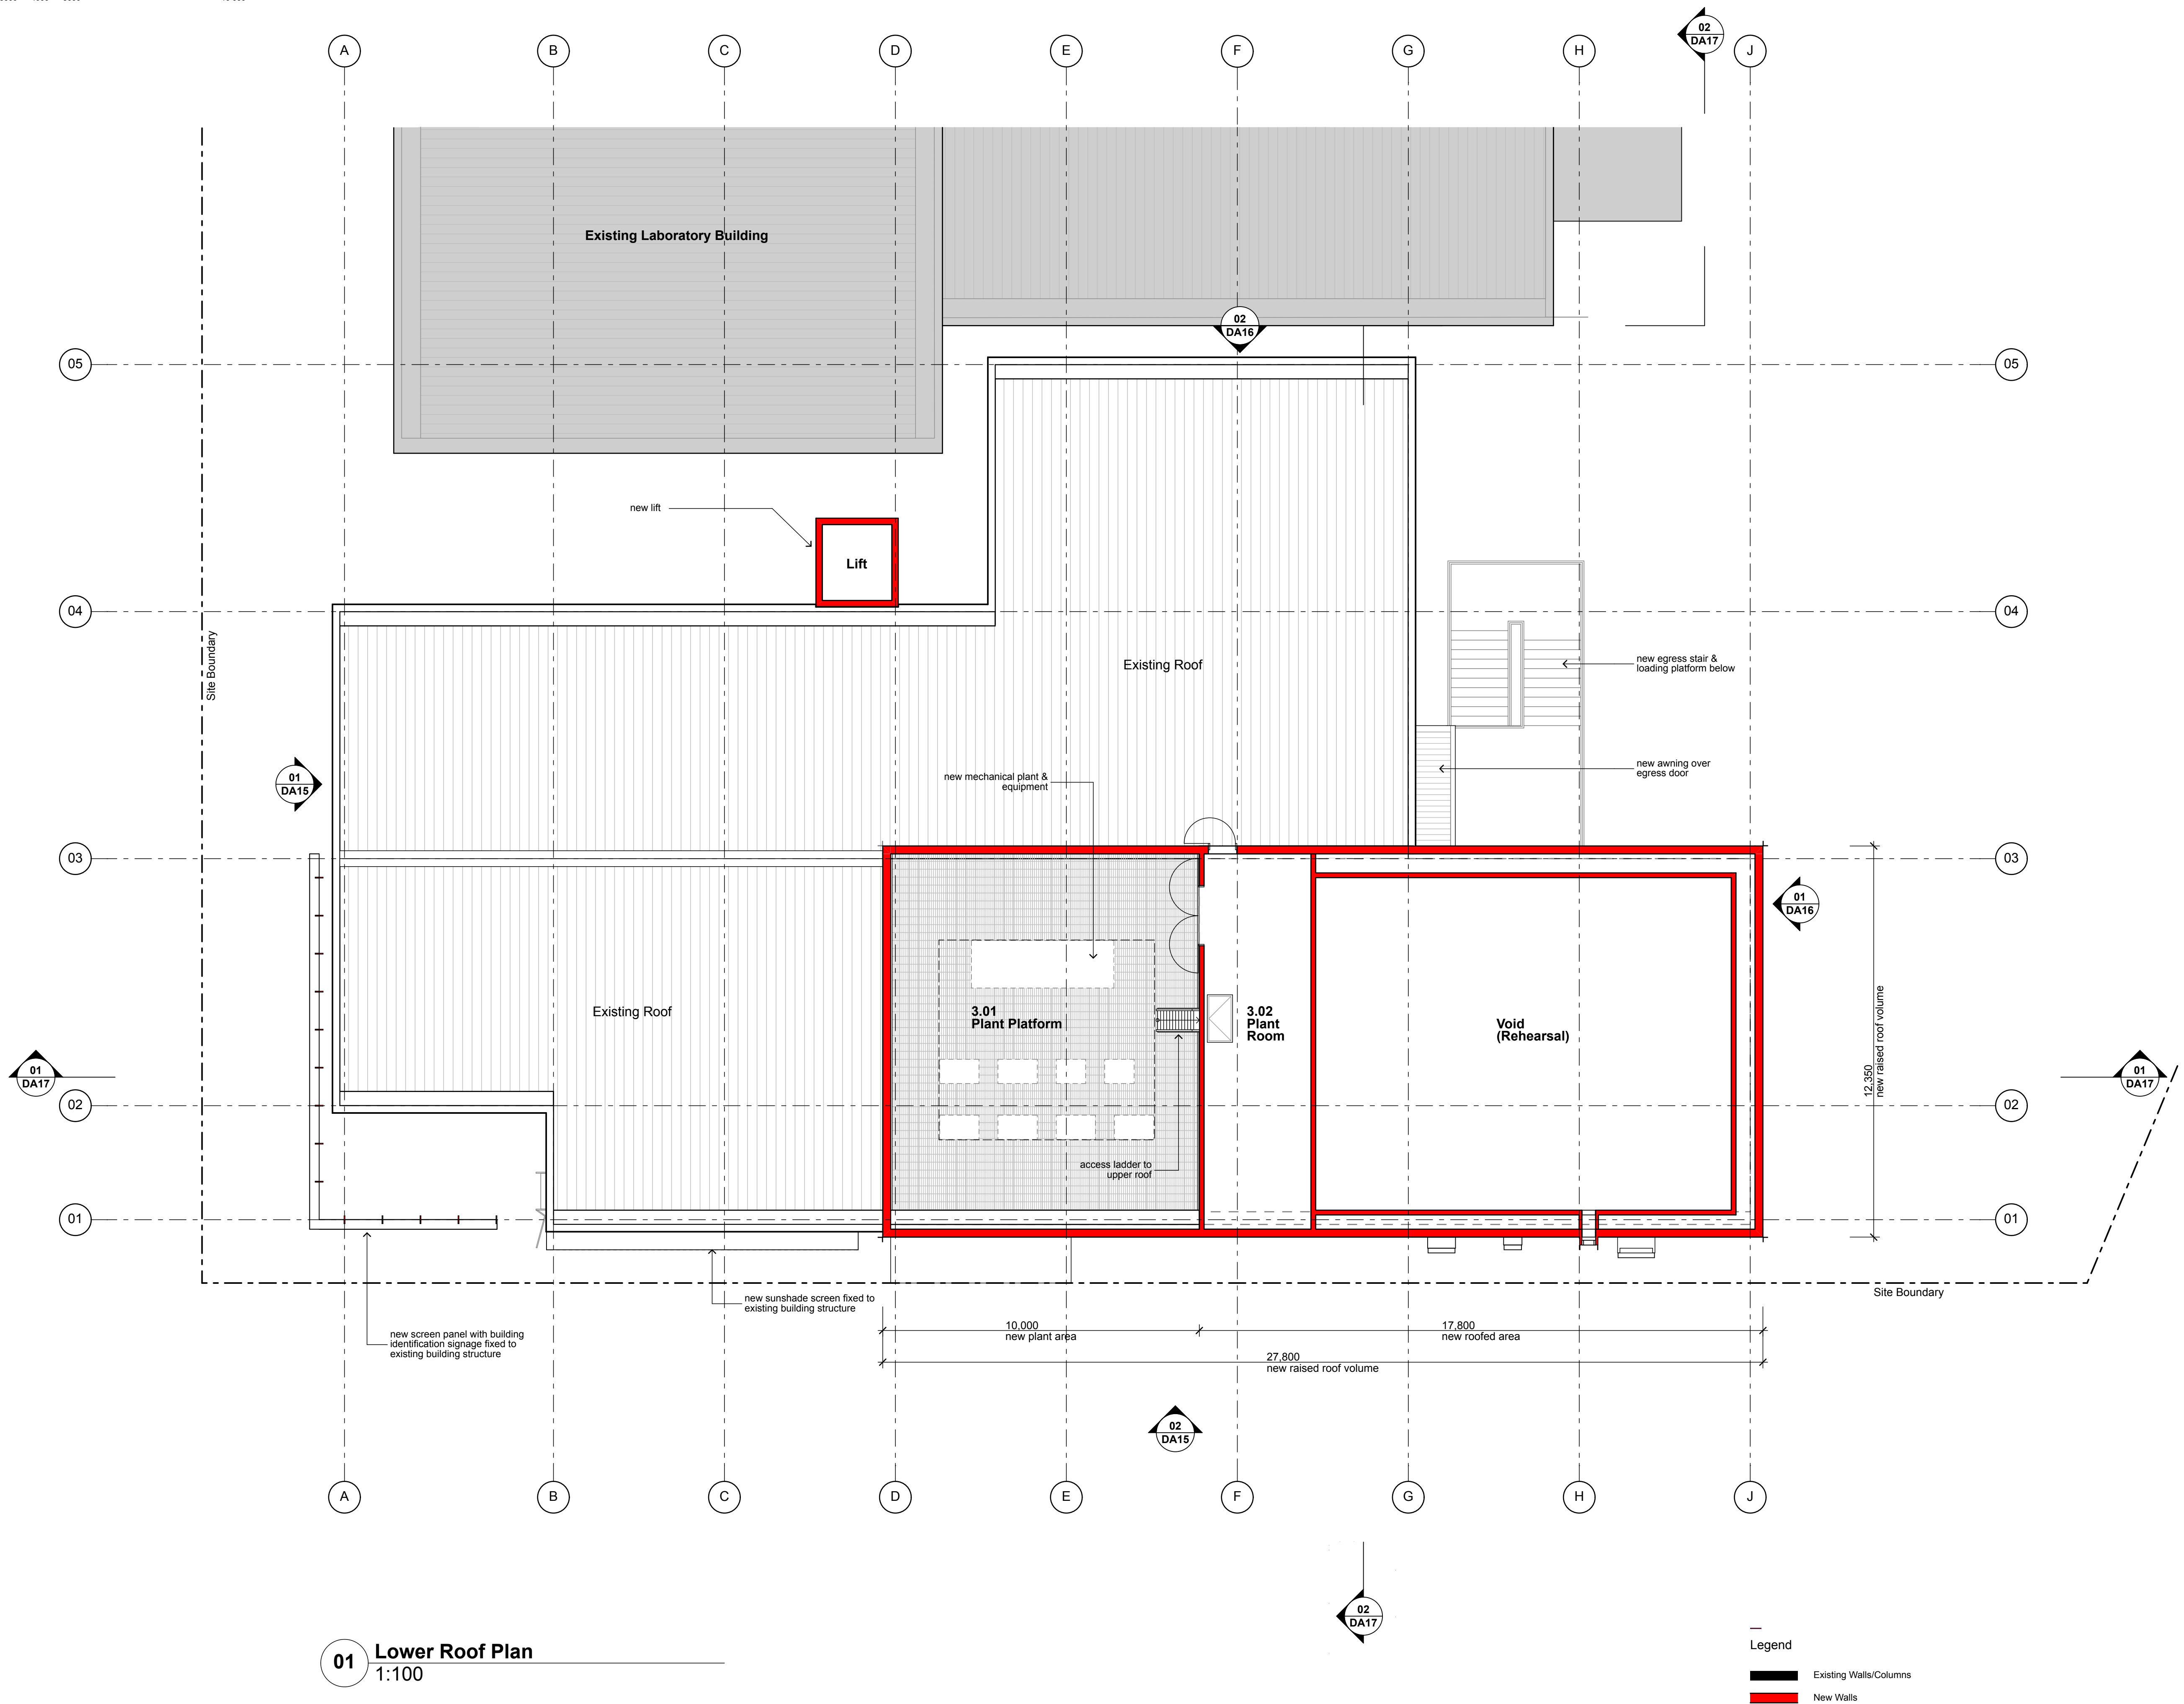 02
DA17
A
B
C
D
E
F
G
H
J
Existing Laboratory Building
02
DA16
05
05
new lift
Lift
04
04
Site Boundary
Existing Roof
new egress stair &
loading platform below
01
DA15
new mechanical plant &
equipment
new awning over
egress door
03
03
01
DA16
Existing Roof
3.01
Plant Platform
3.02
Plant
Room
Void
(Rehearsal)
12,350
new raised roof volume
01
DA17
01
DA17
02
02
access ladder to
upper roof
01
01
Site Boundary
new sunshade screen fixed to
existing building structure
new screen panel with building
identification signage fixed to
existing building structure
10,000
new plant area
17,800
new roofed area
27,800
new raised roof volume
02
DA15
A
B
C
D
E
F
G
H
J
02
DA17
01
Lower Roof Plan
1:100
Legend
Existing Walls/Columns
New Walls